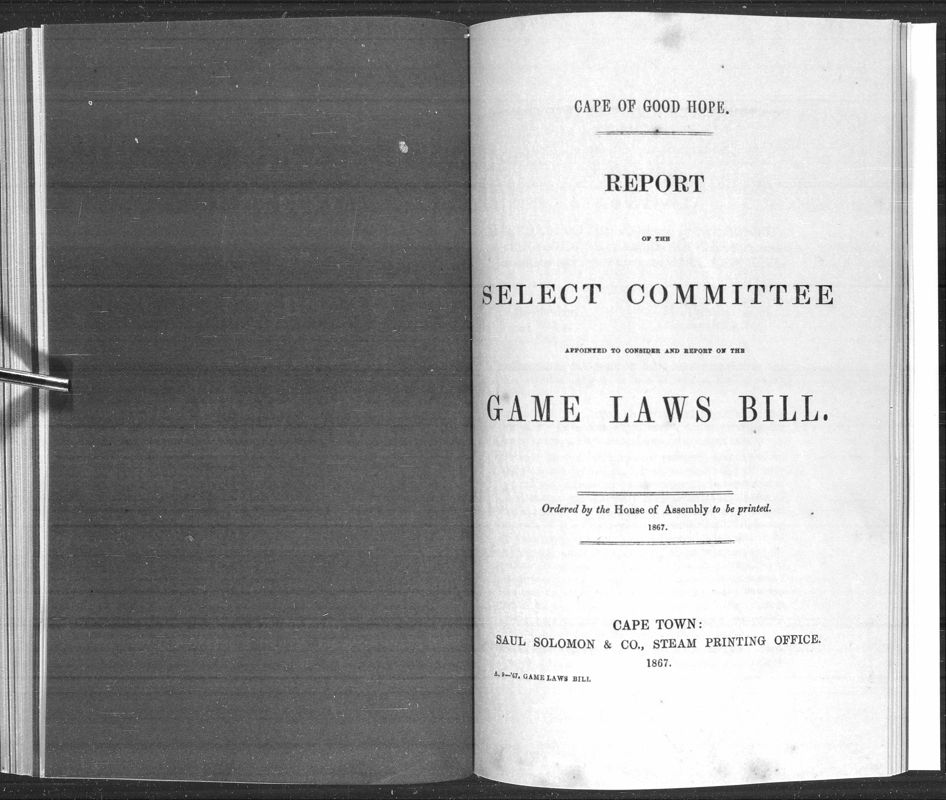 CAPE OF GOOD HOPE.
REPORT
OF THE
SELECT COMMITTEE
APPOINTED TO CONSIDER AND REPORT ON THE
GAME LAWS BILL.
Ordered by the House of Assembly to be printed.
1867.
CAPE TOWN:
SAUL SOLOMON & CO., STEAM PRINTING OFFICE.
1867.
A. 9—'67. GAME LAWS BILL